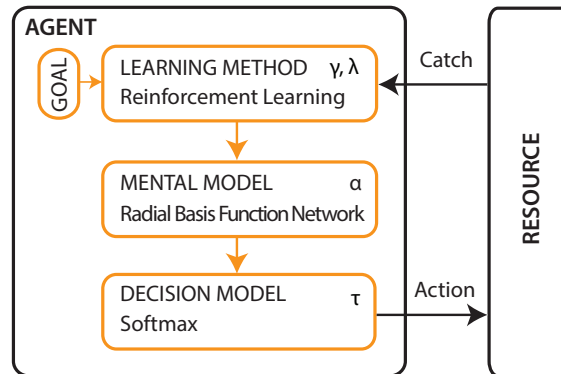 AGENT
GOAL
LEARNING METHOD γ, λ
Reinforcement Learning
Catch
MENTAL MODEL α
Radial Basis Function Network
RESOURCE
DECISION MODEL τ
Softmax
Action